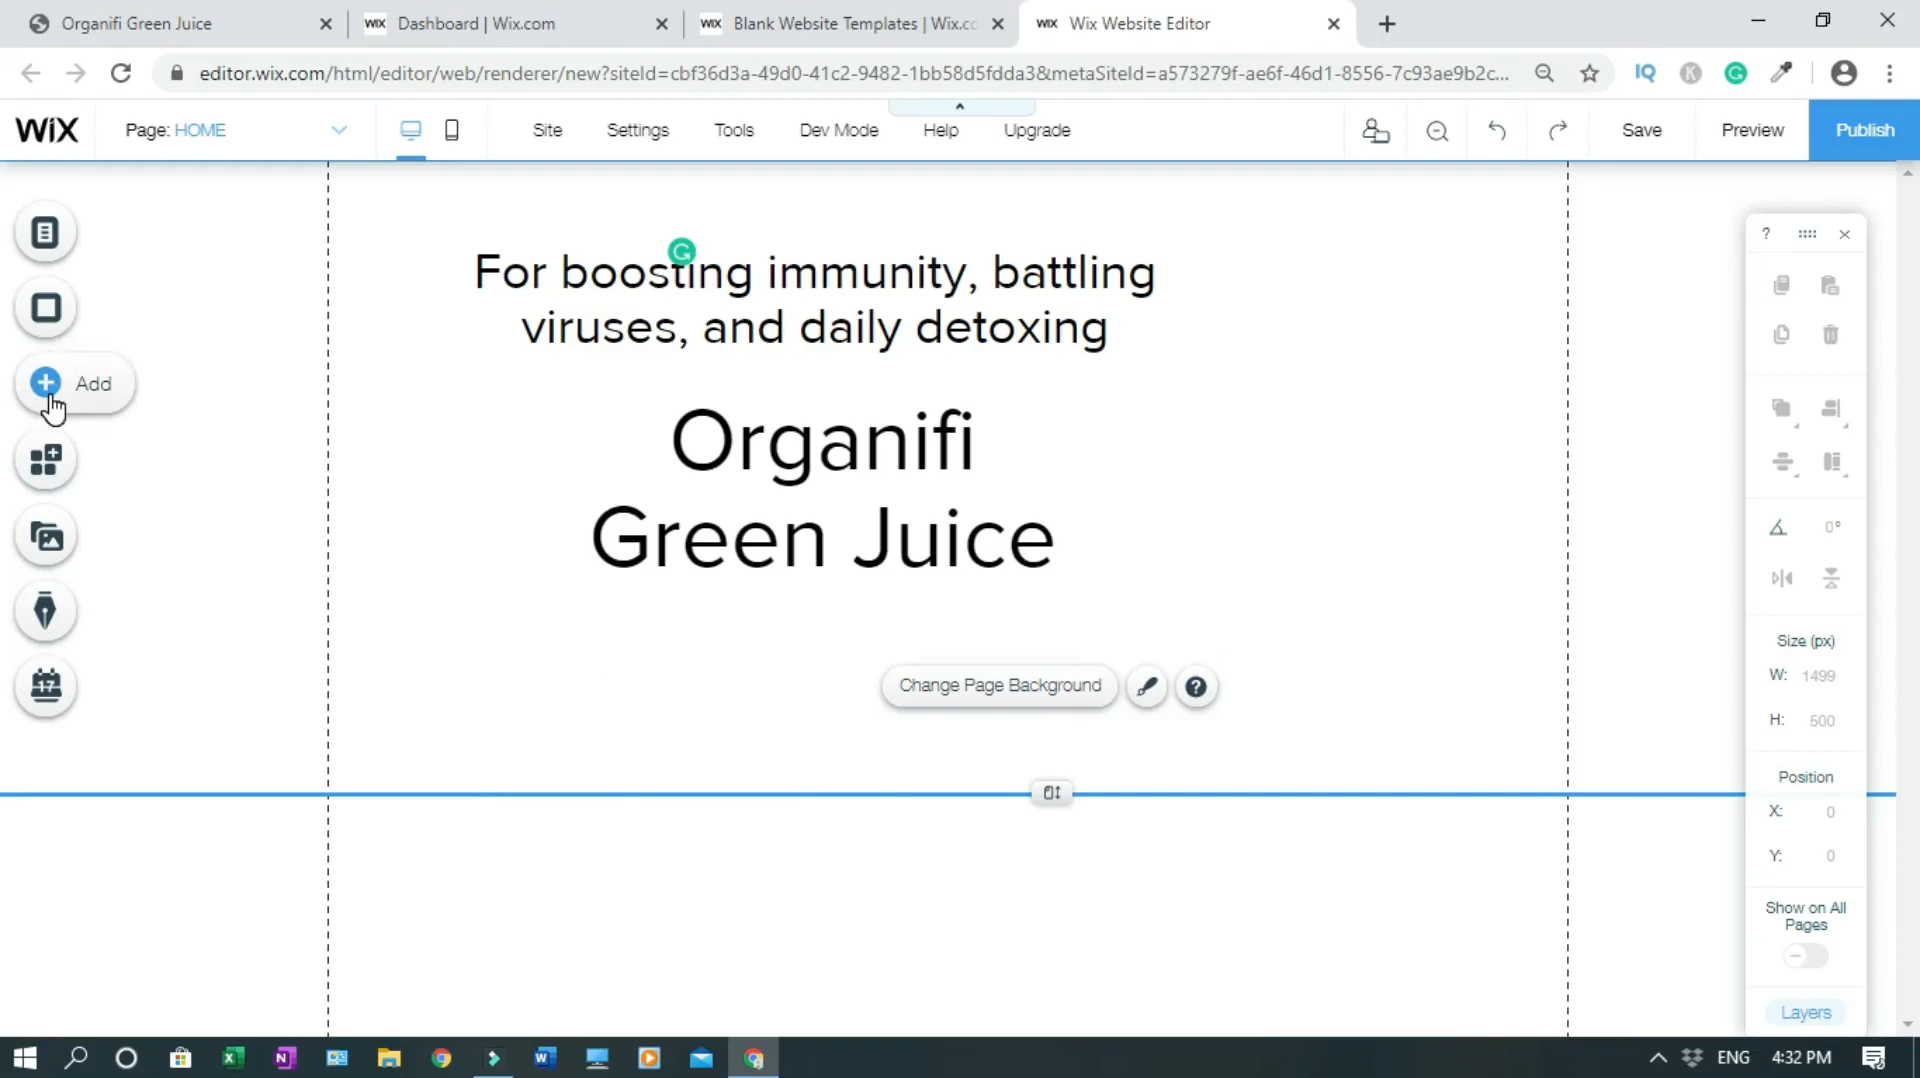 Organifi Green Juice
WIX Dashboard | Wix.com
WIX Blank Website Templates | Wix.co
WIX Wix Website Editor
editor.wix.com/html/editor/web/renderer/new?siteId=cbf36d3a-49d0-41c2-9482-1bb58d5fdda3&metaSiteId=a573279f-ae6f-46d1-8556-7c93ae9b2c...
IQ
K
G
WIX
Page: HOME
Site
Settings
Tools
Dev Mode
Help
Upgrade
Save
Preview
Publish
For boosting immunity, battling
viruses, and daily detoxing
Organifi
Green Juice
Add
17
Change Page Background
?
?
0°
Size (px)
W: 1499
H: 500
Position
X: 0
Y: 0
Show on All
Pages
Layers
ENG
4:32 PM